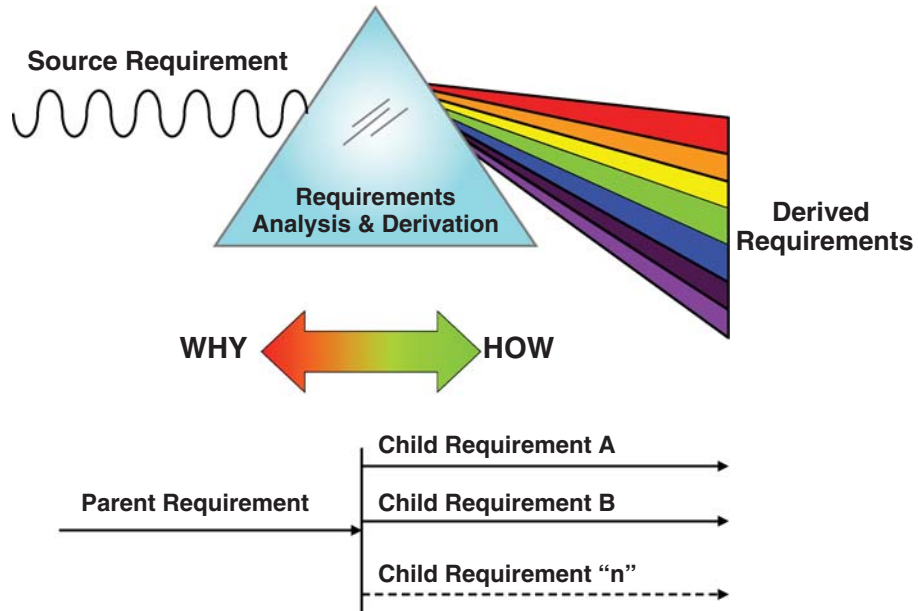 Source Requirement
Requirements
Analysis & Derivation
Derived
Requirements
WHY
HOW
Child Requirement A
Parent Requirement
Child Requirement B
Child Requirement “n”